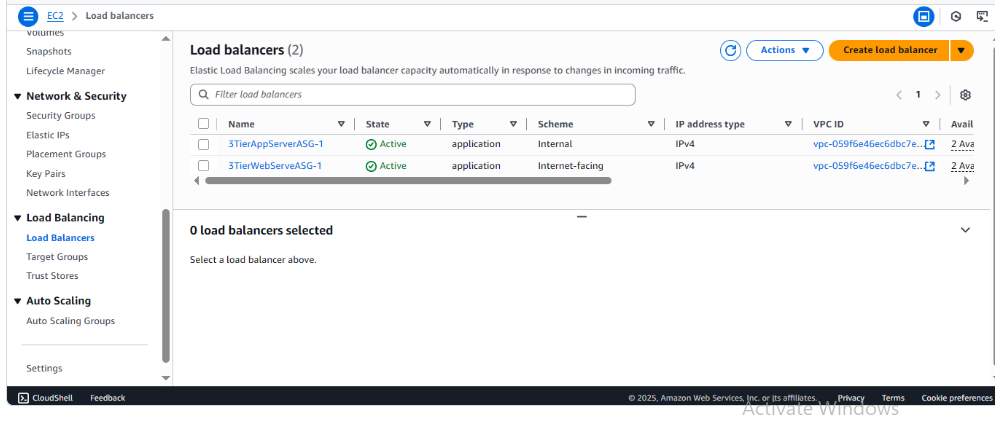 EC2 > Load balancers
Volumes
Snapshots
Lifecycle Manager
Network & Security
Security Groups
Elastic IPs
Placement Groups
Key Pairs
Network Interfaces
Load Balancing
Load Balancers
Target Groups
Trust Stores
Auto Scaling
Auto Scaling Groups
Settings
Load balancers (2)
Actions
Create load balancer
Elastic Load Balancing scales your load balancer capacity automatically in response to changes in incoming traffic.
Filter load balancers
1
Name State Type Scheme IP address type VPC ID Avail
3TierAppServerASG-1 Active application Internal IPv4 vpc-059f6e46ec6dbc7e... 2 Ava
3TierWebServeASG-1 Active application Internet-facing IPv4 vpc-059f6e46ec6dbc7e... 2 Ava
0 load balancers selected
Select a load balancer above.
CloudShell Feedback © 2025, Amazon Web Services, Inc. or its affiliates. Privacy Terms Cookie preferences
Activate Windows